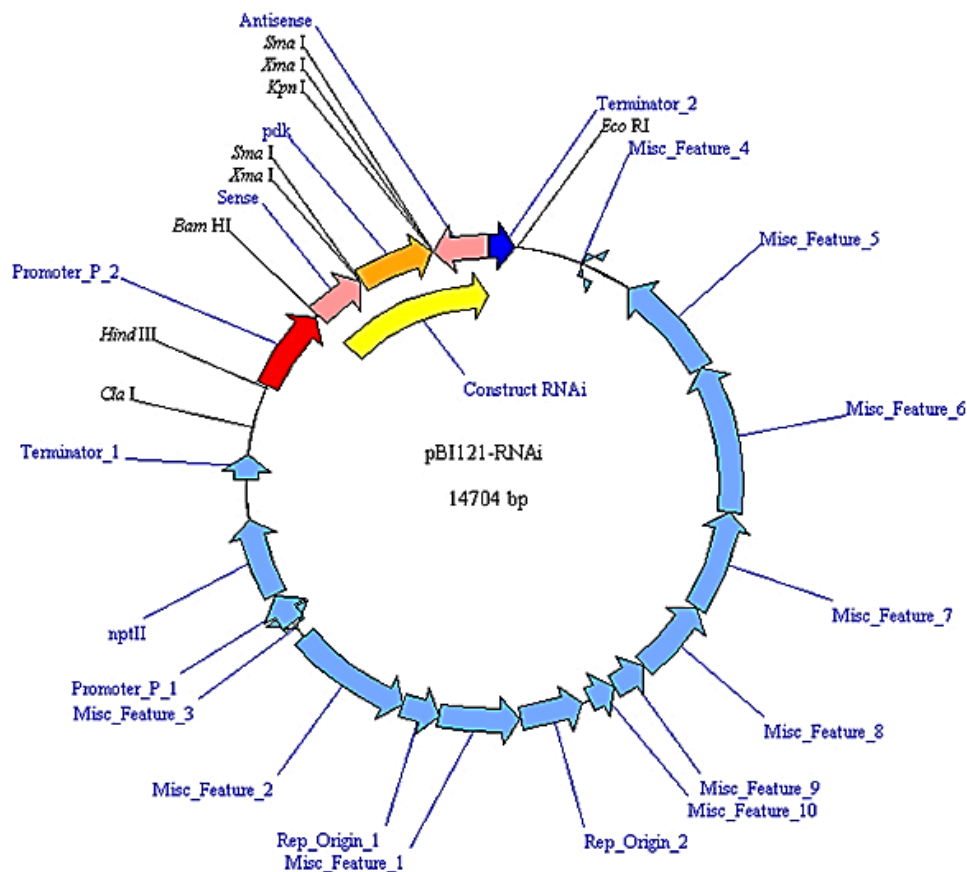 Antisense
Sma I
Xma I
Kpn I
pdk
Sma I
Xma I
Sense
Bam HI
Promoter_P_2
Hind III
Cla I
Terminator_1
nptII
Promoter_P_1
Misc_Feature_3
Misc_Feature_2
Rep_Origin_1
Misc_Feature_1
Rep_Origin_2
Misc_Feature_10
Misc_Feature_9
Misc_Feature_8
Misc_Feature_7
Misc_Feature_6
Misc_Feature_5
Misc_Feature_4
Eco RI
Terminator_2
Construct RNAi
pBI121-RNAi
14704 bp